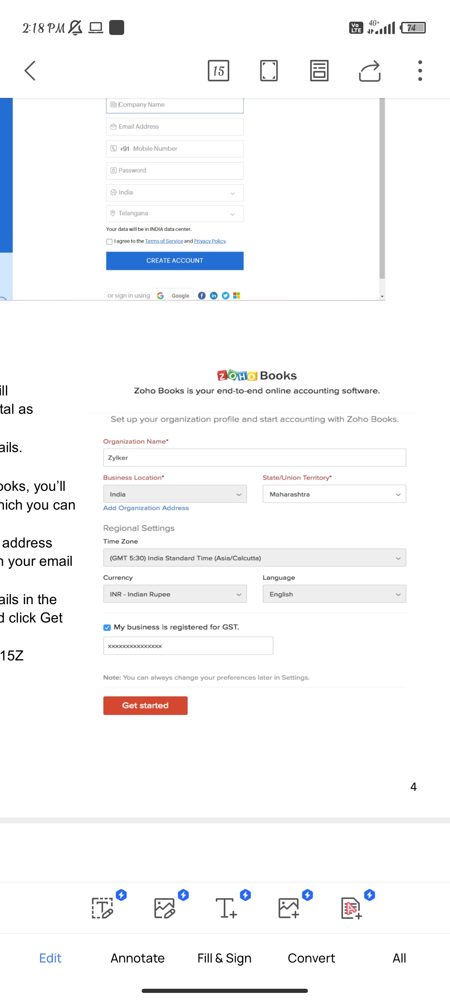 2:18 PM
Vo
LTE
4G+
74
15
Company Name
Email Address
+91 Mobile Number
Password
India
Telangana
Your data will be in INDIA data center.
I agree to the Terms of Service and Privacy Policy.
CREATE ACCOUNT
or sign in using
Google
ill
tal as
ails.
ooks, you'll
hich you can
address
n your email
ails in the
d click Get
15Z
ZOHO Books
Zoho Books is your end-to-end online accounting software.
Set up your organization profile and start accounting with Zoho Books.
Organization Name*
Zylker
Business Location*
State/Union Territory*
India
Maharashtra
Add Organization Address
Regional Settings
Time Zone
(GMT 5:30) India Standard Time (Asia/Calcutta)
Currency
Language
INR - Indian Rupee
English
My business is registered for GST.
xxxxxxxxxxxxxxx
Note: You can always change your preferences later in Settings.
Get started
4
Edit
Annotate
Fill & Sign
Convert
All